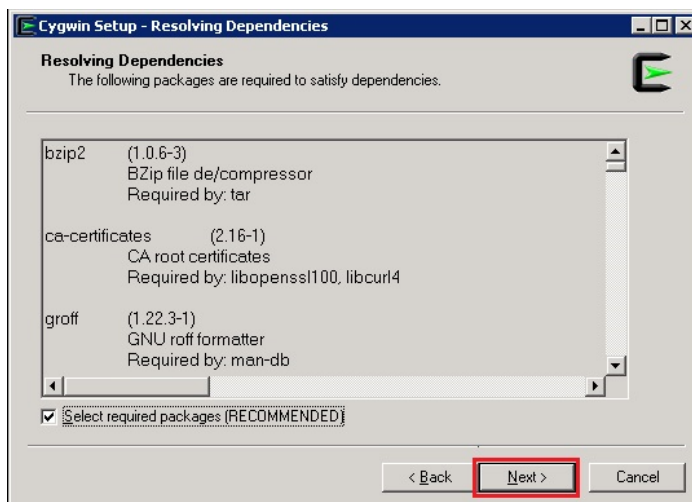 Cygwin Setup - Resolving Dependencies
Resolving Dependencies
The following packages are required to satisfy dependencies.
bzip2 (1.0.6-3)
BZip file de/compressor
Required by: tar
ca-certificates (2.16-1)
CA root certificates
Required by: libopenssl100, libcurl4
groff (1.22.3-1)
GNU roff formatter
Required by: man-db
Select required packages (RECOMMENDED)
< Back Next > Cancel